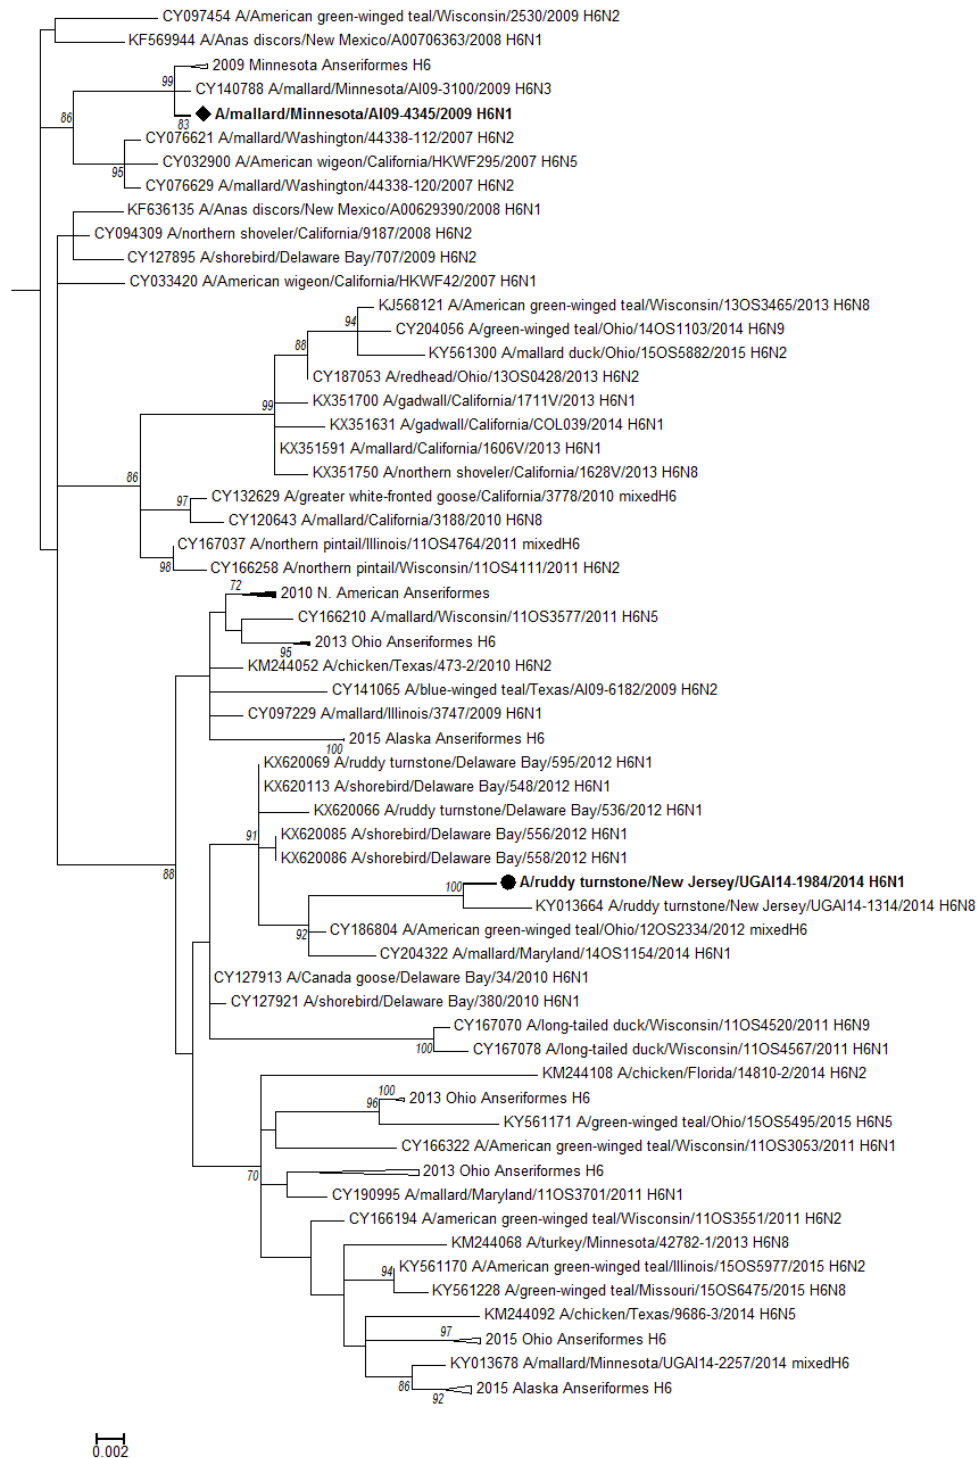 CY097454 A/American green-winged teal/Wisconsin/2530/2009 H6N2
KF569944 A/Anas discors/New Mexico/A00706363/2008 H6N1
2009 Minnesota Anseriformes H6
99
CY140788 A/mallard/Minnesota/AI09-3100/2009 H6N3
A/mallard/Minnesota/AI09-4345/2009 H6N1
83
86
CY076621 A/mallard/Washington/44338-112/2007 H6N2
CY032900 A/American wigeon/California/HKWF295/2007 H6N5
95
CY076629 A/mallard/Washington/44338-120/2007 H6N2
KF636135 A/Anas discors/New Mexico/A00629390/2008 H6N1
CY094309 A/northern shoveler/California/9187/2008 H6N2
CY127895 A/shorebird/Delaware Bay/707/2009 H6N2
CY033420 A/American wigeon/California/HKWF42/2007 H6N1
KJ568121 A/American green-winged teal/Wisconsin/13OS3465/2013 H6N8
94
CY204056 A/green-winged teal/Ohio/14OS1103/2014 H6N9
88
KY561300 A/mallard duck/Ohio/15OS5882/2015 H6N2
CY187053 A/redhead/Ohio/13OS0428/2013 H6N2
99
KX351700 A/gadwall/California/1711V/2013 H6N1
KX351631 A/gadwall/California/COL039/2014 H6N1
KX351591 A/mallard/California/1606V/2013 H6N1
KX351750 A/northern shoveler/California/1628V/2013 H6N8
86
97
CY132629 A/greater white-fronted goose/California/3778/2010 mixedH6
CY120643 A/mallard/California/3188/2010 H6N8
CY167037 A/northern pintail/Illinois/11OS4764/2011 mixedH6
98
CY166258 A/northern pintail/Wisconsin/11OS4111/2011 H6N2
72
2010 N. American Anseriformes
CY166210 A/mallard/Wisconsin/11OS3577/2011 H6N5
2013 Ohio Anseriformes H6
95
KM244052 A/chicken/Texas/473-2/2010 H6N2
CY141065 A/blue-winged teal/Texas/AI09-6182/2009 H6N2
CY097229 A/mallard/Illinois/3747/2009 H6N1
2015 Alaska Anseriformes H6
100
KX620069 A/ruddy turnstone/Delaware Bay/595/2012 H6N1
KX620113 A/shorebird/Delaware Bay/548/2012 H6N1
KX620066 A/ruddy turnstone/Delaware Bay/536/2012 H6N1
91
KX620085 A/shorebird/Delaware Bay/556/2012 H6N1
KX620086 A/shorebird/Delaware Bay/558/2012 H6N1
88
100
A/ruddy turnstone/New Jersey/UGAI14-1984/2014 H6N1
KY013664 A/ruddy turnstone/New Jersey/UGAI14-1314/2014 H6N8
92
CY186804 A/American green-winged teal/Ohio/12OS2334/2012 mixedH6
CY204322 A/mallard/Maryland/14OS1154/2014 H6N1
CY127913 A/Canada goose/Delaware Bay/34/2010 H6N1
CY127921 A/shorebird/Delaware Bay/380/2010 H6N1
CY167070 A/long-tailed duck/Wisconsin/11OS4520/2011 H6N9
100
CY167078 A/long-tailed duck/Wisconsin/11OS4567/2011 H6N1
KM244108 A/chicken/Florida/14810-2/2014 H6N2
100
2013 Ohio Anseriformes H6
96
KY561171 A/green-winged teal/Ohio/15OS5495/2015 H6N5
CY166322 A/American green-winged teal/Wisconsin/11OS3053/2011 H6N1
70
2013 Ohio Anseriformes H6
CY190995 A/mallard/Maryland/11OS3701/2011 H6N1
CY166194 A/american green-winged teal/Wisconsin/11OS3551/2011 H6N2
KM244068 A/turkey/Minnesota/42782-1/2013 H6N8
94
KY561170 A/American green-winged teal/Illinois/15OS5977/2015 H6N2
KY561228 A/green-winged teal/Missouri/15OS6475/2015 H6N8
KM244092 A/chicken/Texas/9686-3/2014 H6N5
97
2015 Ohio Anseriformes H6
KY013678 A/mallard/Minnesota/UGAI14-2257/2014 mixedH6
86
2015 Alaska Anseriformes H6
92
0.002